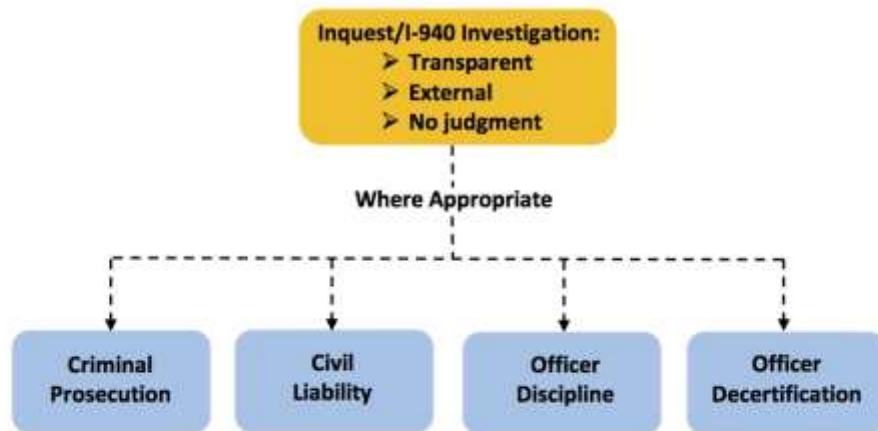 Inquest/I-940 Investigation:
➢ Transparent
➢ External
➢ No judgment
Where Appropriate
Criminal
Prosecution
Civil
Liability
Officer
Discipline
Officer
Decertification